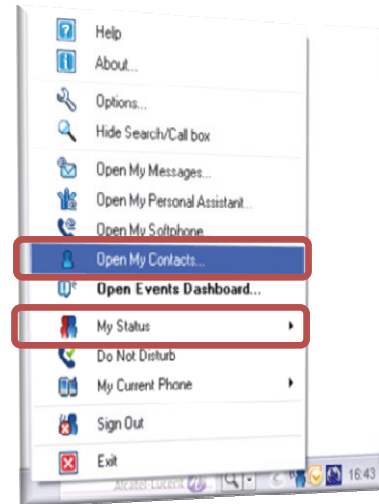 Help
About...
Options...
Hide Search/Call box
Open My Messages...
Open My Personal Assistant...
Open My Softphone...
Open My Contacts...
Open Events Dashboard...
My Status
Do Not Disturb
My Current Phone
Sign Out
Exit
Alcatel-Lucent 16:43